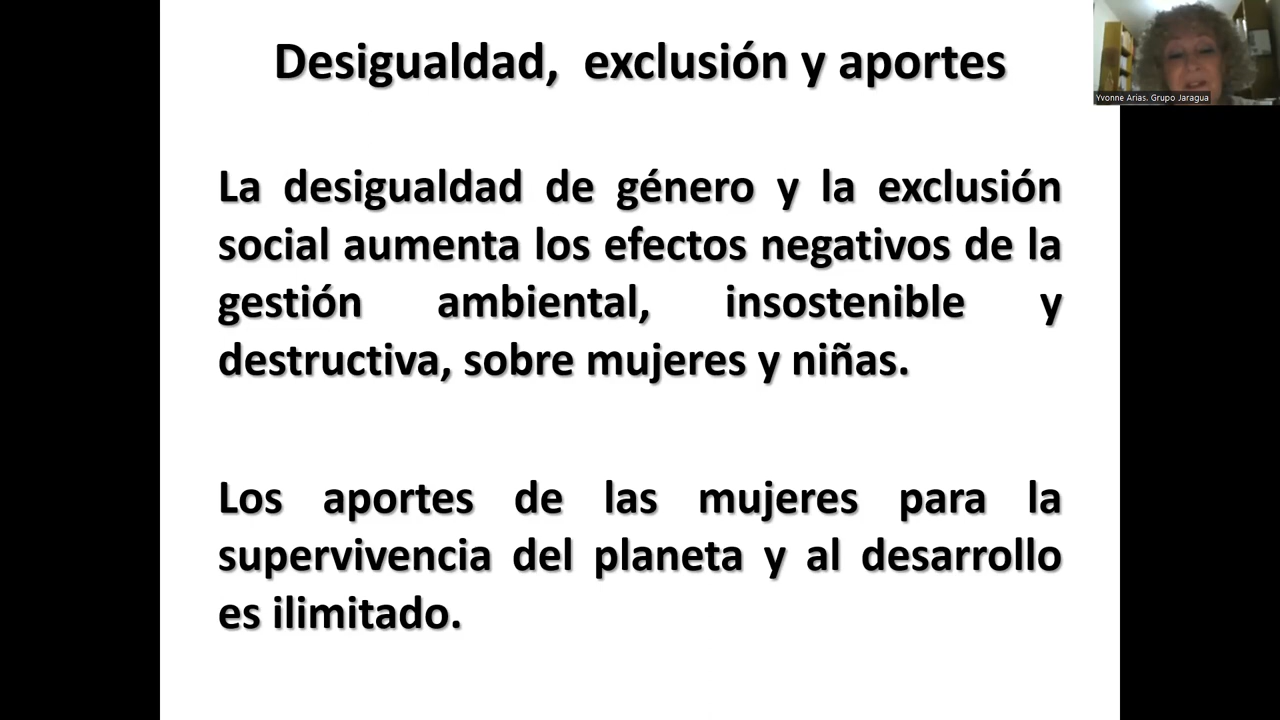 Desigualdad, exclusión y aportes
Yvonne Arias. Grupo Jaragua
La desigualdad de género y la exclusión
social aumenta los efectos negativos de la
gestión ambiental, insostenible y
destructiva, sobre mujeres y niñas.
Los aportes de las mujeres para la
supervivencia del planeta y al desarrollo
es ilimitado.